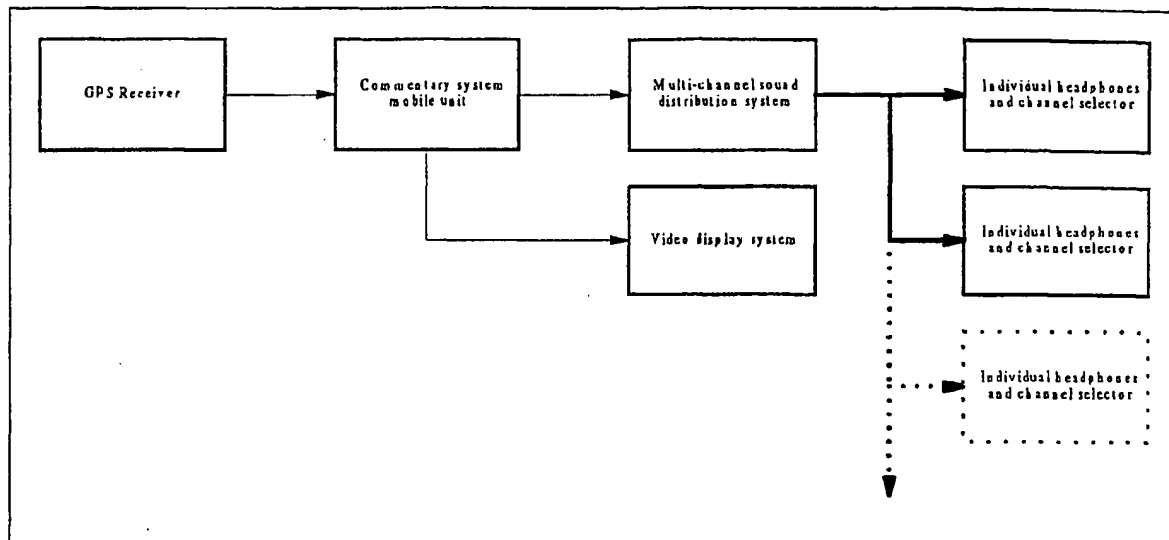 GPS Receiver
Commentary system
mobile unit
Multi-channel sound
distribution system
Individual headphones
and channel selector
Video display system
Individual headphones
and channel selector
Individual headphones
and channel selector